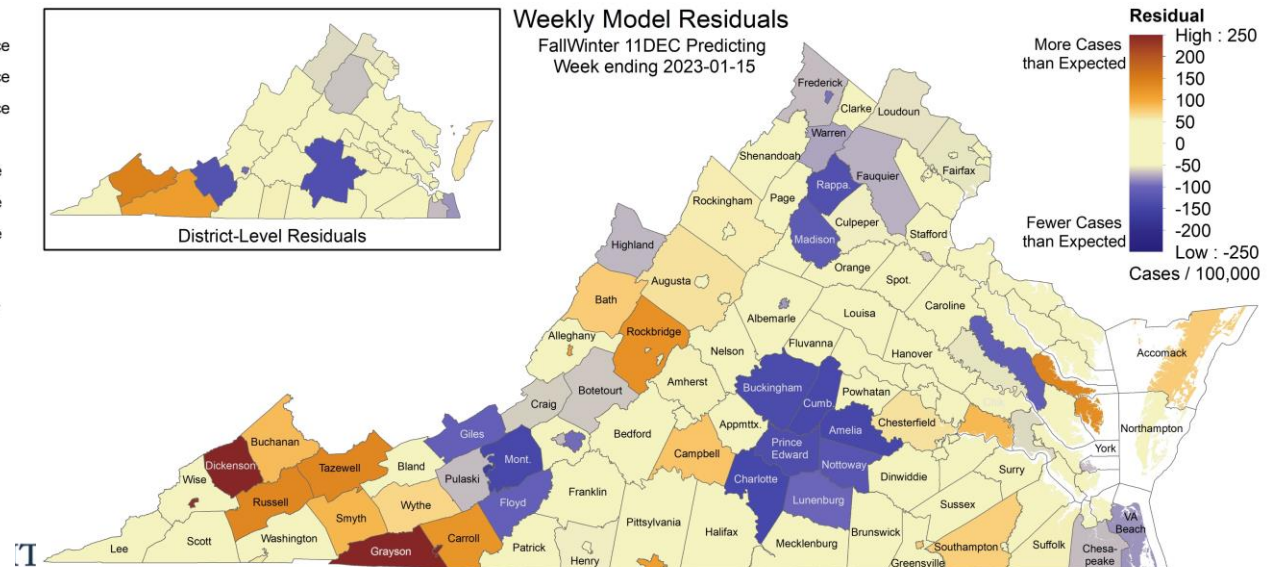 ce
ce
ce
e
e
e
District-Level Residuals
Weekly Model Residuals
FallWinter 11DEC Predicting
Week ending 2023-01-15
Residual
More Cases
than Expected
Fewer Cases
than Expected
High : 250
200
150
100
50
0
-50
-100
-150
-200
Low : -250
Cases / 100,000
Frederick
Clarke
Loudoun
Warren
Shenandoah
Fauquier
Fairfax
Rappa.
Page
Rockingham
Culpeper
Stafford
Madison
Highland
Orange
Augusta
Spot.
Bath
Caroline
Albemarle
Louisa
Rockbridge
Alleghany
Fluvanna
Nelson
Hanover
Accomack
Amherst
Buckingham
Botetourt
Powhatan
Craig
Cumb.
Appmttx.
Amelia
Chesterfield
Northampton
Giles
Bedford
Buchanan
Prince
Edward
York
Mont.
Campbell
Dickenson
Tazewell
Bland
Nottoway
Pulaski
Charlotte
Dinwiddie
Surry
Wise
Russell
Wythe
Floyd
Franklin
Lunenburg
Sussex
Smyth
Pittsylvania
VA
Beach
Halifax
Brunswick
Carroll
Washington
Scott
Lee
Grayson
Patrick
Henry
Mecklenburg
Greensville
Southampton
Suffolk
Chesa-
peake
IT